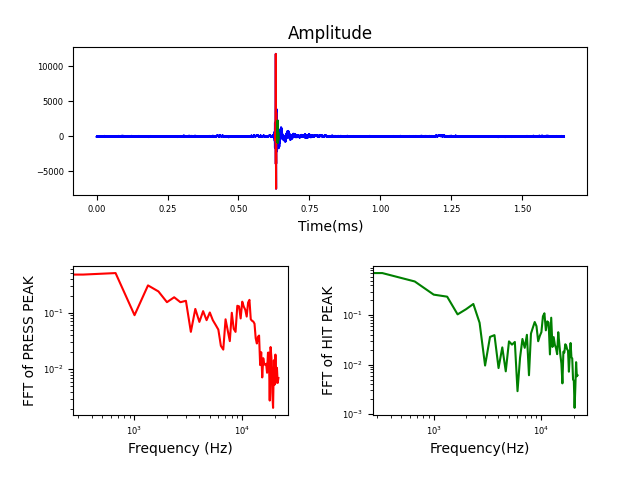 Amplitude
10000
5000
0
−5000
0.00 0.25 0.50 0.75 1.00 1.25 1.50
Time(ms)
FFT of PRESS PEAK
10⁻¹
10⁻²
10³ 10⁴
Frequency (Hz)
FFT of HIT PEAK
10⁻¹
10⁻²
10⁻³
10³ 10⁴
Frequency(Hz)